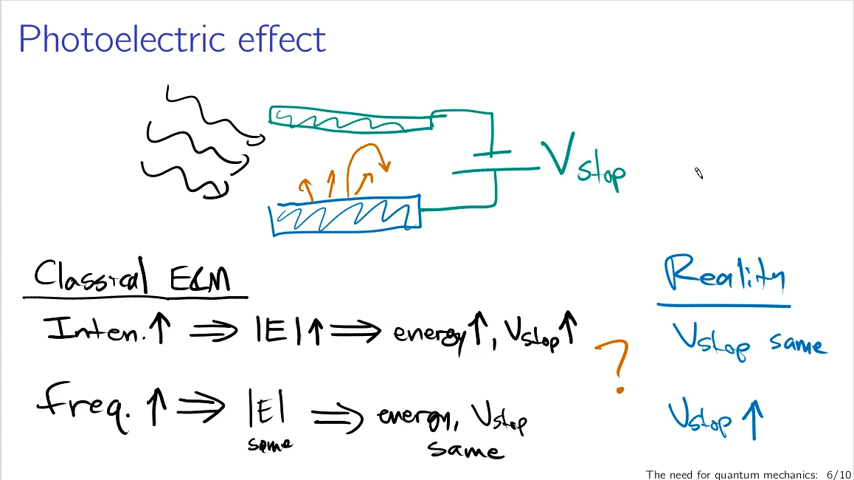 Photoelectric effect
Vstop
Classical E&M
Reality
Inten. ↑ ⇒ |E| ↑ ⇒ energy ↑, Vstop ↑
?
Vstop same
freq. ↑ ⇒ |E| same ⇒ energy, Vstop same
Vstop ↑
The need for quantum mechanics: 6/10